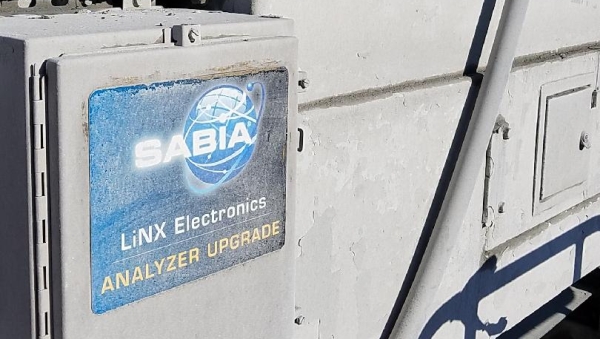 SABIA
LiNX Electronics
ANALYZER UPGRADE